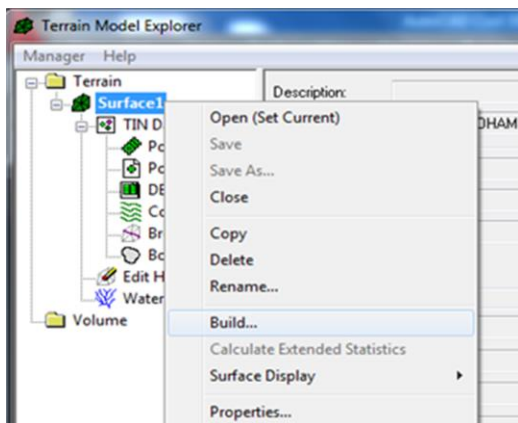 Terrain Model Explorer
Manager Help
Terrain
Surface1
TIN D
Po
Po
DE
Co
Br
Bo
Edit H
Water
Volume
Description:
DHAM
Open (Set Current)
Save
Save As...
Close
Copy
Delete
Rename...
Build...
Calculate Extended Statistics
Surface Display
Properties...